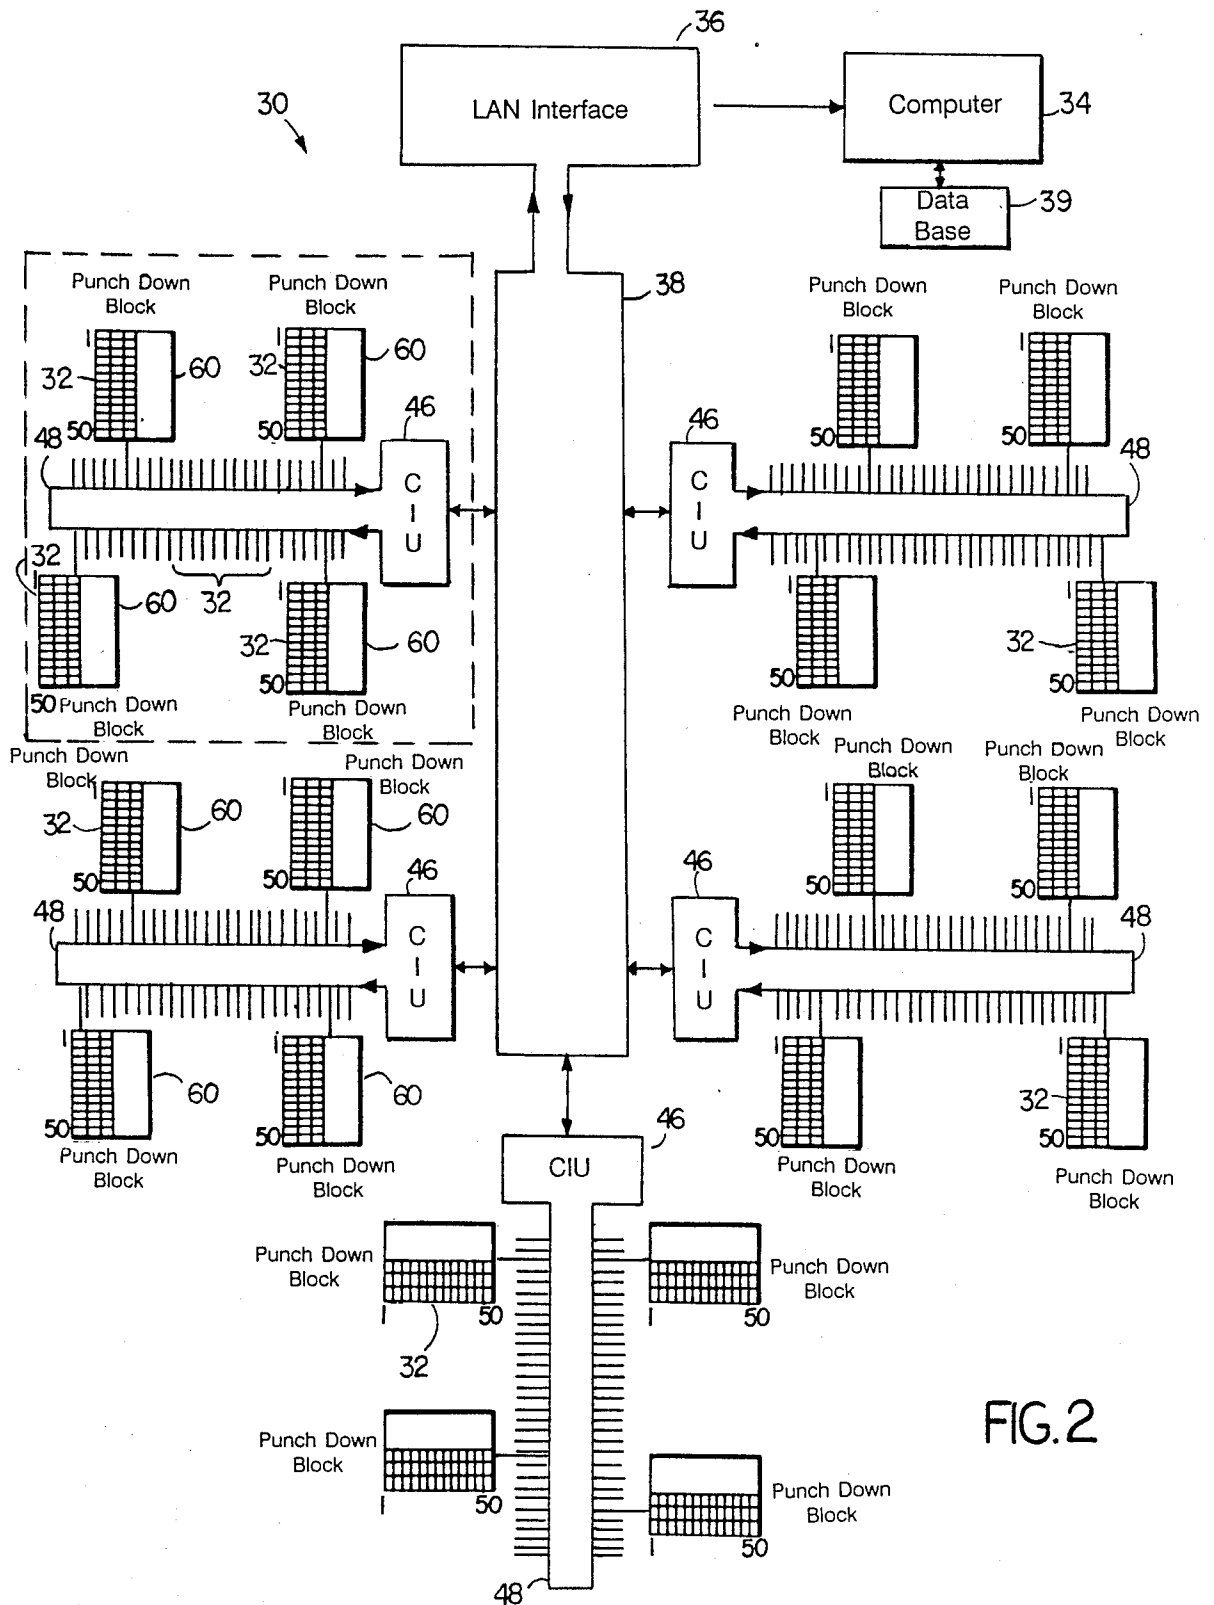 36
LAN Interface
Computer
34
30
Data
Base
39
38
Punch Down
Block
Punch Down
Block
Punch Down
Block
Punch Down
Block
1
32
60
50
1
32
60
50
1
50
1
50
48
46
C
I
U
46
C
I
U
48
32
1
60
50
32
1
32
60
50
1
50
1
32
50
Punch Down
Block
Punch Down
Block
Punch Down
Block
Punch Down
Block
Punch Down
Block
Punch Down
Block
Punch Down
Block
Punch Down
Block
1
32
60
50
60
50
1
50
1
50
48
46
C
I
U
46
C
I
U
48
60
50
1
60
50
1
50
1
32
50
Punch Down
Block
Punch Down
Block
Punch Down
Block
Punch Down
Block
46
CIU
Punch Down
Block
1
50
32
Punch Down
Block
1
50
Punch Down
Block
1
50
Punch Down
Block
1
50
48
FIG. 2